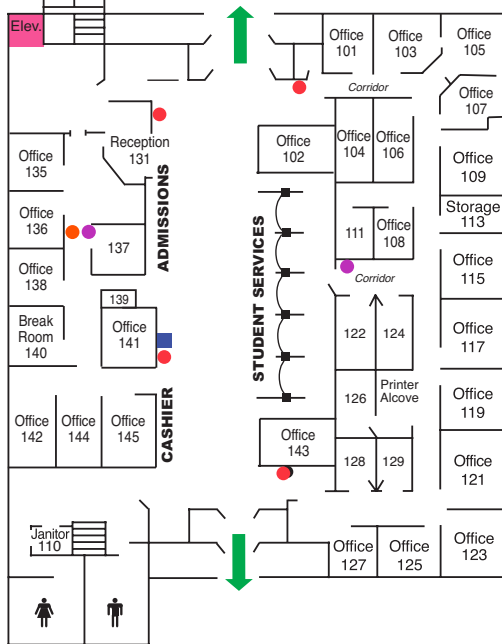 Elev.
Office
101
Office
103
Office
105
Corridor
Office
107
Reception
131
Office
102
Office
104
Office
106
Office
135
Office
109
ADMISSIONS
STUDENT SERVICES
Storage
113
Office
136
137
111
Office
108
Office
138
Corridor
Office
115
139
Break
Room
140
Office
141
122
124
Office
117
CASHIER
126
Printer
Alcove
Office
119
Office
142
Office
144
Office
145
Office
143
128
129
Office
121
Janitor
110
Office
127
Office
125
Office
123